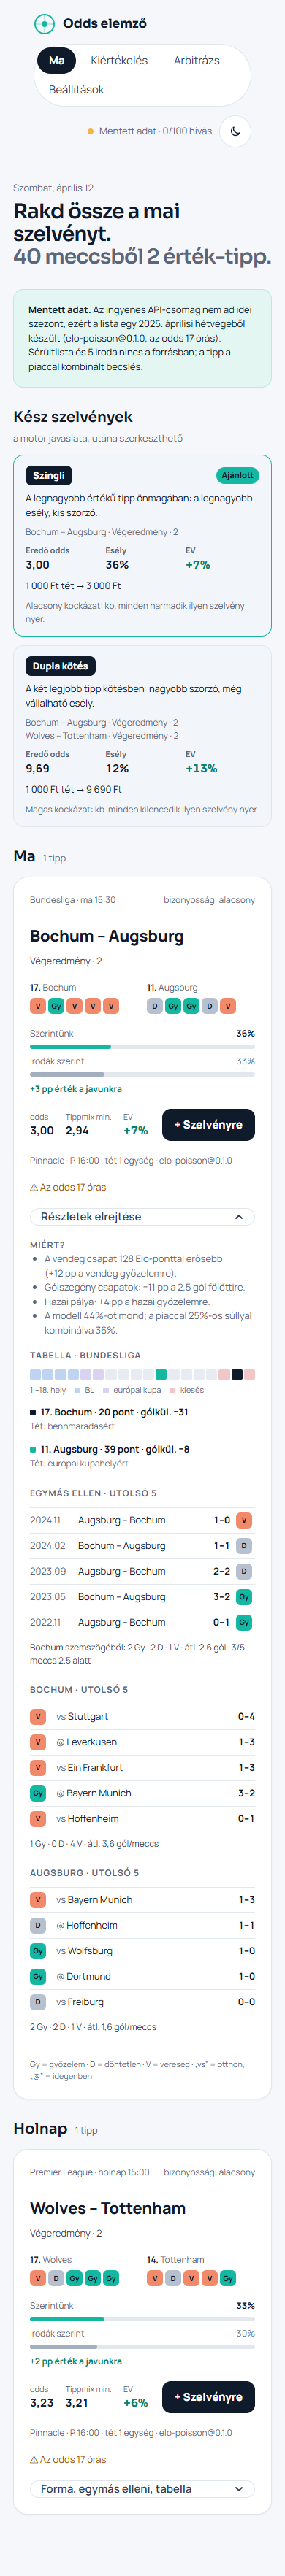 Odds elemző
Ma Kiértékelés Arbitrázs
Beállítások
Mentett adat · 0/100 hívás
Szombat, április 12.
Rakd össze a mai
szelvényt.
40 meccsből 2 érték-tipp.
Mentett adat. Az ingyenes API-csomag nem ad idei
szezont, ezért a lista egy 2025. áprilisi hétvégéből
készült (elo-poisson@0.1.0, az odds 17 órás).
Sérültlista és 5 iroda nincs a forrásban; a tipp a
piaccal kombinált becslés.
Kész szelvények
a motor javaslata, utána szerkeszthető
Szingli Ajánlott
A legnagyobb értékű tipp önmagában: a legnagyobb
esély, kis szorzó.
Bochum – Augsburg · Végeredmény · 2
Eredő odds Esély EV
3,00 36% +7%
1 000 Ft tét → 3 000 Ft
Alacsony kockázat: kb. minden harmadik ilyen szelvény
nyer.
Dupla kötés
A két legjobb tipp kötésben: nagyobb szorzó, még
vállalható esély.
Bochum – Augsburg · Végeredmény · 2
Wolves – Tottenham · Végeredmény · 2
Eredő odds Esély EV
9,69 12% +13%
1 000 Ft tét → 9 690 Ft
Magas kockázat: kb. minden kilencedik ilyen szelvény nyer.
Ma 1 tipp
Bundesliga · ma 15:30 bizonyosság: alacsony
Bochum – Augsburg
Végeredmény · 2
17. Bochum 11. Augsburg
V Gy V V V D Gy Gy D V
Szerintünk 36%
Irodák szerint 33%
+3 pp érték a javunkra
odds Tippmix min. EV
3,00 2,94 +7% + Szelvényre
Pinnacle · P 16:00 · tét 1 egység · elo-poisson@0.1.0
⚠ Az odds 17 órás
Részletek elrejtése
MIÉRT?
• A vendég csapat 128 Elo-ponttal erősebb
(+12 pp a vendég győzelemre).
• Gólszegény csapatok: −11 pp a 2,5 gól fölöttire.
• Hazai pálya: +4 pp a hazai győzelemre.
• A modell 44%-ot mond; a piaccal 25%-os súllyal
kombinálva 36%.
TABELLA · BUNDESLIGA
1.–18. hely BL európai kupa kiesés
17. Bochum · 20 pont · gólkül. −31
Tét: bennmaradásért
11. Augsburg · 39 pont · gólkül. −8
Tét: európai kupahelyért
EGYMÁS ELLEN · UTOLSÓ 5
2024.11 Augsburg – Bochum 1–0 V
2024.02 Bochum – Augsburg 1–1 D
2023.09 Augsburg – Bochum 2–2 D
2023.05 Bochum – Augsburg 3–2 Gy
2022.11 Augsburg – Bochum 0–1 Gy
Bochum szemszögéből: 2 Gy · 2 D · 1 V · átl. 2,6 gól · 3/5
meccs 2,5 alatt
BOCHUM · UTOLSÓ 5
V vs Stuttgart 0–4
V @ Leverkusen 1–3
V vs Ein Frankfurt 1–3
Gy @ Bayern Munich 3–2
V vs Hoffenheim 0–1
1 Gy · 0 D · 4 V · átl. 3,6 gól/meccs
AUGSBURG · UTOLSÓ 5
V vs Bayern Munich 1–3
D @ Hoffenheim 1–1
Gy vs Wolfsburg 1–0
Gy @ Dortmund 1–0
D vs Freiburg 0–0
2 Gy · 2 D · 1 V · átl. 1,6 gól/meccs
Gy = győzelem · D = döntetlen · V = vereség · „vs” = otthon,
„@” = idegenben
Holnap 1 tipp
Premier League · holnap 15:00 bizonyosság: alacsony
Wolves – Tottenham
Végeredmény · 2
17. Wolves 14. Tottenham
V D Gy Gy Gy V D V V Gy
Szerintünk 33%
Irodák szerint 30%
+2 pp érték a javunkra
odds Tippmix min. EV
3,23 3,21 +6% + Szelvényre
Pinnacle · P 16:00 · tét 1 egység · elo-poisson@0.1.0
⚠ Az odds 17 órás
Forma, egymás elleni, tabella